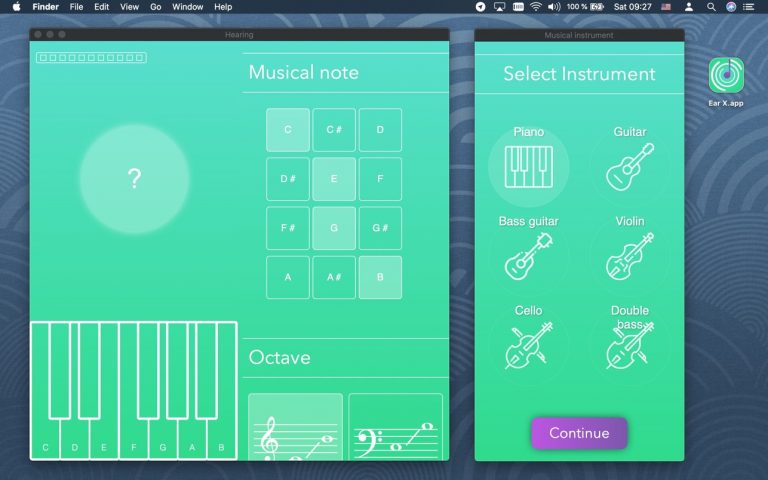 Finder File Edit View Go Window Help
100 % Sat 09:27
Hearing
Musical note
C C# D
D# E F
F# G G#
A A# B
Octave
C D E F G A B
Musical instrument
Select Instrument
Piano Guitar
Bass guitar Violin
Cello Double
bass
Continue
?
Ear X.app